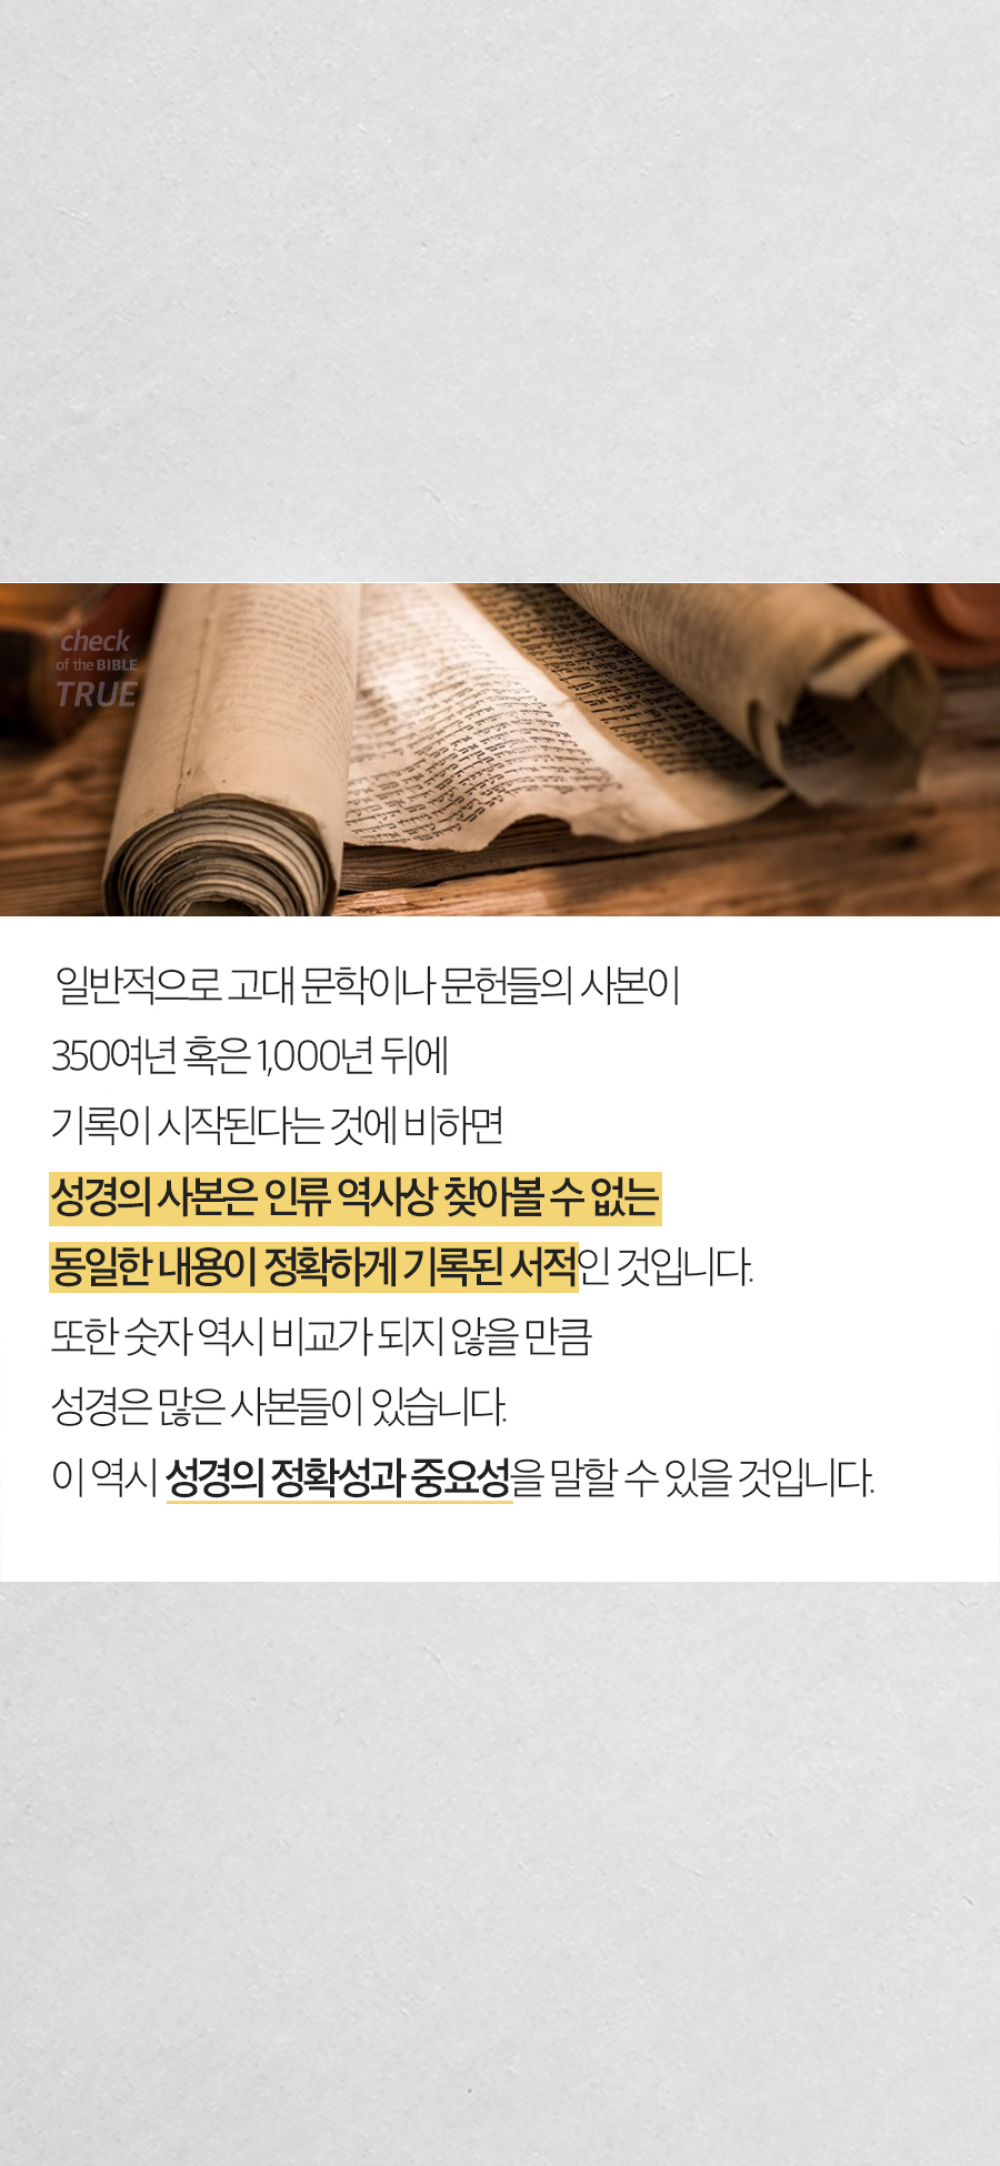 check
of the BIBLE
TRUE
일반적으로 고대 문학이나 문헌들의 사본이
350여년 혹은 1,000년 뒤에
기록이 시작된다는 것에 비하면
성경의 사본은 인류 역사상 찾아볼 수 없는
동일한 내용이 정확하게 기록된 서적인 것입니다.
또한 숫자 역시 비교가 되지 않을 만큼
성경은 많은 사본들이 있습니다.
이 역시 성경의 정확성과 중요성을 말할 수 있을 것입니다.